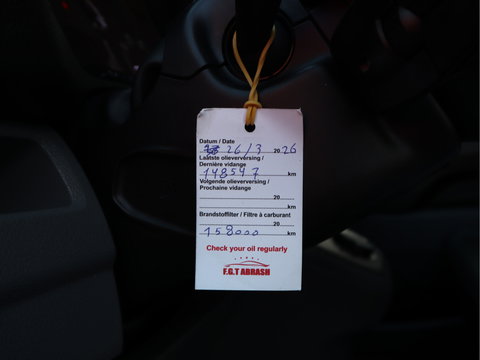 Datum / Date
26/3 2026
Laatste olieverversing /
Dernière vidange
148547 km
Volgende olieverversing /
Prochaine vidange
20
km
Brandstoffilter / Filtre à carburant
20
158000 km
Check your oil regularly
F.G.T ABRASH